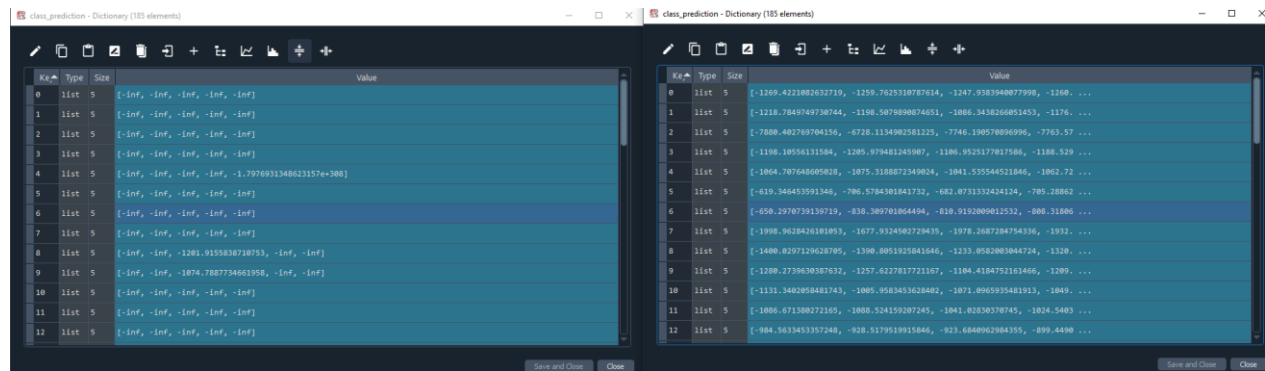 class_prediction - Dictionary (185 elements)
Key Type Size Value
0 list 5 [-inf, -inf, -inf, -inf, -inf]
1 list 5 [-inf, -inf, -inf, -inf, -inf]
2 list 5 [-inf, -inf, -inf, -inf, -inf]
3 list 5 [-inf, -inf, -inf, -inf, -inf]
4 list 5 [-inf, -inf, -inf, -inf, -1.7976931348623157e+308]
5 list 5 [-inf, -inf, -inf, -inf, -inf]
6 list 5 [-inf, -inf, -inf, -inf, -inf]
7 list 5 [-inf, -inf, -inf, -inf, -inf]
8 list 5 [-inf, -inf, -1201.9155838710753, -inf, -inf]
9 list 5 [-inf, -inf, -1074.7887734661958, -inf, -inf]
10 list 5 [-inf, -inf, -inf, -inf, -inf]
11 list 5 [-inf, -inf, -inf, -inf, -inf]
12 list 5 [-inf, -inf, -inf, -inf, -inf]
Save and Close Close
class_prediction - Dictionary (185 elements)
Key Type Size Value
0 list 5 [-1269.4221082632719, -1259.7625310787614, -1247.9383940077998, -1260. ...
1 list 5 [-1218.7849749730744, -1198.5079890874651, -1086.3438266051453, -1176. ...
2 list 5 [-7880.402769704156, -6728.1134902581225, -7746.190570896996, -7763.57 ...
3 list 5 [-1198.10556131584, -1205.979481245907, -1106.9525177017586, -1188.529 ...
4 list 5 [-1064.707648605028, -1075.3188872349024, -1041.535544521846, -1062.72 ...
5 list 5 [-619.346453591346, -706.5784301841732, -682.0731332424124, -705.28862 ...
6 list 5 [-650.2970739139719, -838.309701064494, -810.9192009012532, -808.31806 ...
7 list 5 [-1998.9628426101053, -1677.9324502729435, -1978.2687284754336, -1932. ...
8 list 5 [-1400.0297129628705, -1390.8051925841646, -1233.0582003044724, -1320. ...
9 list 5 [-1280.2739630387632, -1257.6227817721167, -1104.4184752161466, -1209. ...
10 list 5 [-1131.3402058481743, -1005.9583453628402, -1071.0965935481913, -1049. ...
11 list 5 [-1086.671380272165, -1088.524159207245, -1041.02830370745, -1024.5403 ...
12 list 5 [-984.5633453357248, -928.5179519915846, -923.6840962984355, -899.4490 ...
Save and Close Close